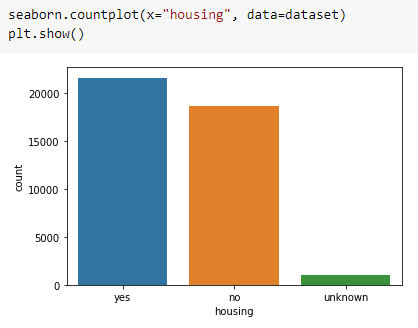 seaborn.countplot(x="housing", data=dataset)
plt.show()
20000
15000
10000
5000
0
count
yes no unknown
housing